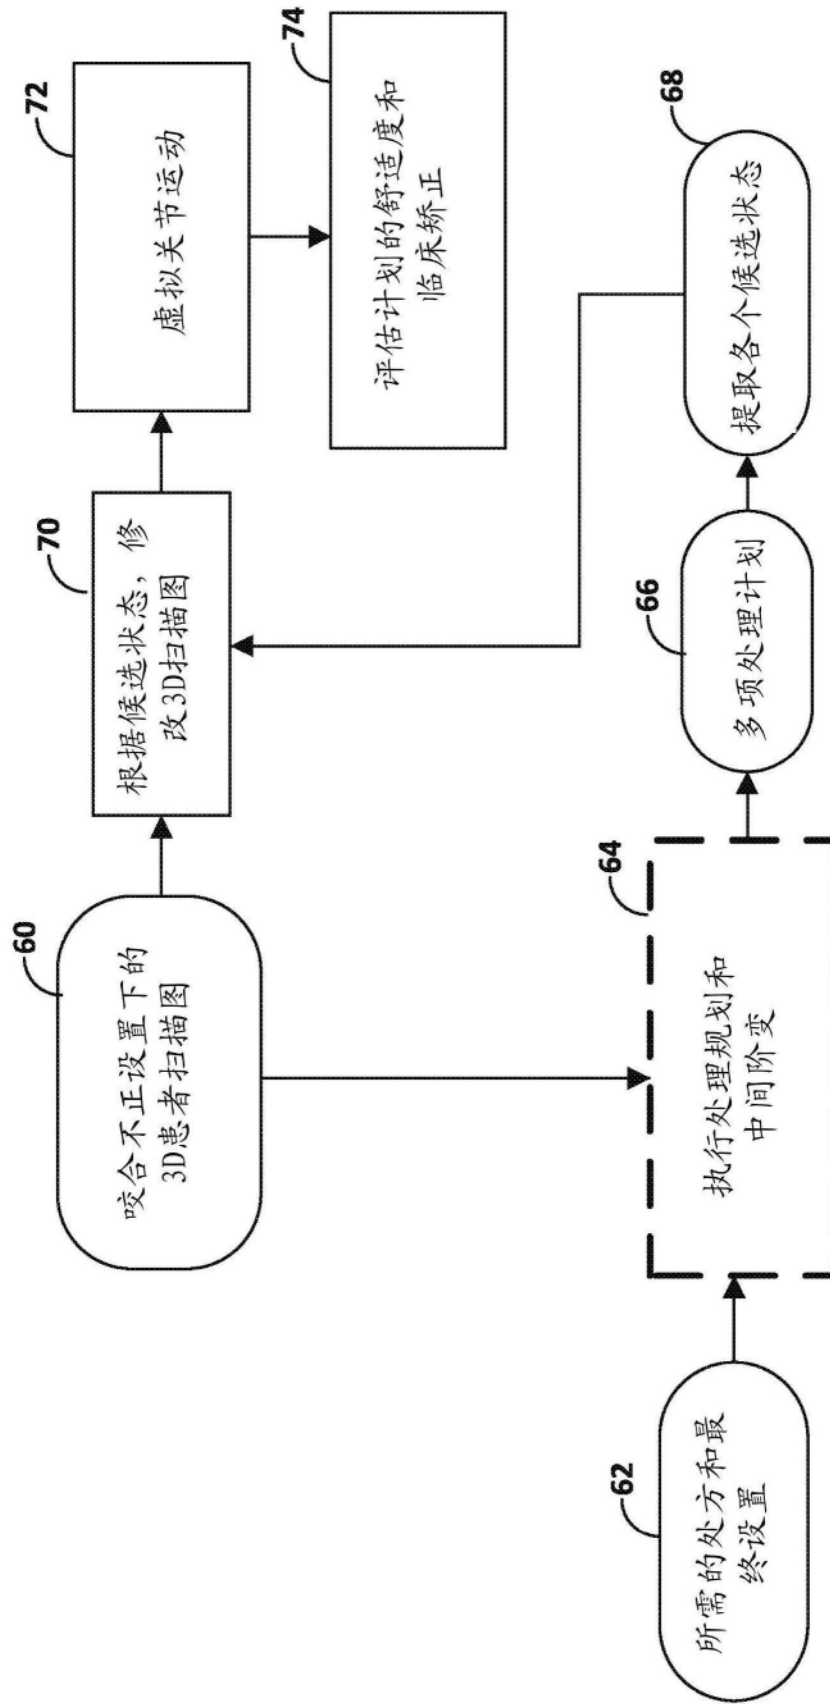 60
咬合不正设置下的
3D患者扫描图
70
根据候选状态，修
改3D扫描图
72
虚拟关节运动
74
评估计划的舒适度和
临床矫正
62
所需的处方和最
终设置
64
执行处理规划和
中间阶变
66
多项处理计划
68
提取各个候选状态